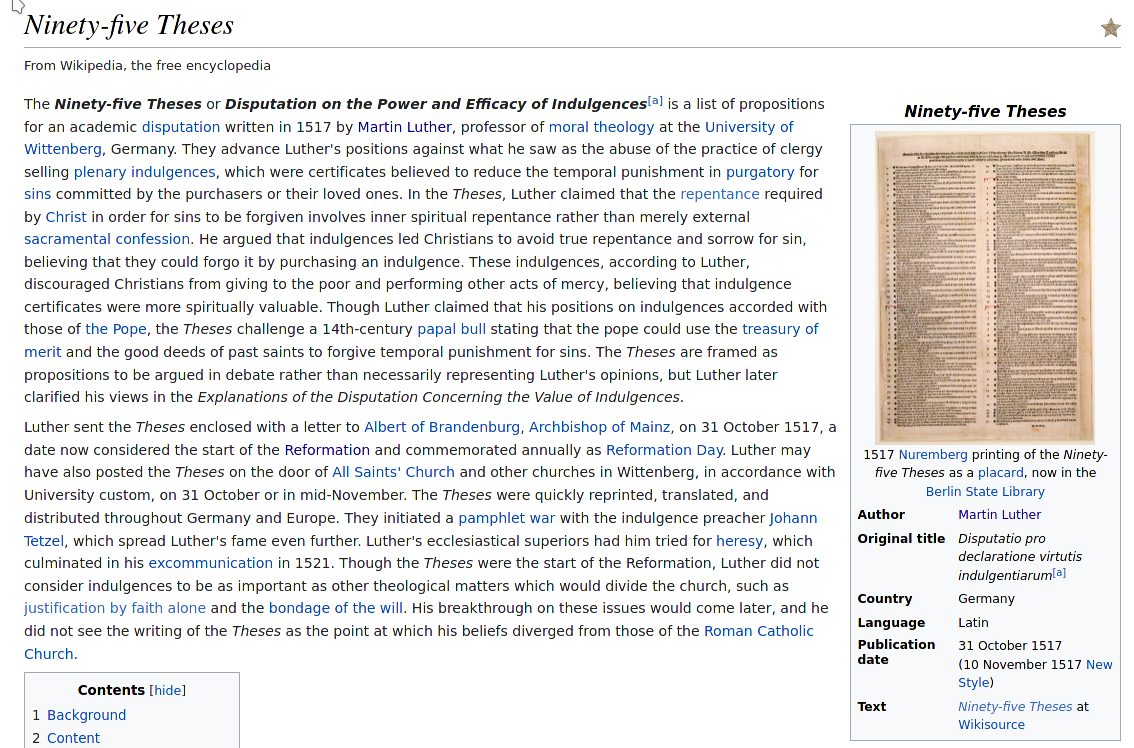 Ninety-five Theses
From Wikipedia, the free encyclopedia
The Ninety-five Theses or Disputation on the Power and Efficacy of Indulgences[a] is a list of propositions
for an academic disputation written in 1517 by Martin Luther, professor of moral theology at the University of
Wittenberg, Germany. They advance Luther's positions against what he saw as the abuse of the practice of clergy
selling plenary indulgences, which were certificates believed to reduce the temporal punishment in purgatory for
sins committed by the purchasers or their loved ones. In the Theses, Luther claimed that the repentance required
by Christ in order for sins to be forgiven involves inner spiritual repentance rather than merely external
sacramental confession. He argued that indulgences led Christians to avoid true repentance and sorrow for sin,
believing that they could forgo it by purchasing an indulgence. These indulgences, according to Luther,
discouraged Christians from giving to the poor and performing other acts of mercy, believing that indulgence
certificates were more spiritually valuable. Though Luther claimed that his positions on indulgences accorded with
those of the Pope, the Theses challenge a 14th-century papal bull stating that the pope could use the treasury of
merit and the good deeds of past saints to forgive temporal punishment for sins. The Theses are framed as
propositions to be argued in debate rather than necessarily representing Luther's opinions, but Luther later
clarified his views in the Explanations of the Disputation Concerning the Value of Indulgences.
Luther sent the Theses enclosed with a letter to Albert of Brandenburg, Archbishop of Mainz, on 31 October 1517, a
date now considered the start of the Reformation and commemorated annually as Reformation Day. Luther may
have also posted the Theses on the door of All Saints' Church and other churches in Wittenberg, in accordance with
University custom, on 31 October or in mid-November. The Theses were quickly reprinted, translated, and
distributed throughout Germany and Europe. They initiated a pamphlet war with the indulgence preacher Johann
Tetzel, which spread Luther's fame even further. Luther's ecclesiastical superiors had him tried for heresy, which
culminated in his excommunication in 1521. Though the Theses were the start of the Reformation, Luther did not
consider indulgences to be as important as other theological matters which would divide the church, such as
justification by faith alone and the bondage of the will. His breakthrough on these issues would come later, and he
did not see the writing of the Theses as the point at which his beliefs diverged from those of the Roman Catholic
Church.
Contents [hide]
1 Background
2 Content
Ninety-five Theses
1517 Nuremberg printing of the Ninety-
five Theses as a placard, now in the
Berlin State Library
Author Martin Luther
Original title Disputatio pro
declaratione virtutis
indulgentiarum[a]
Country Germany
Language Latin
Publication 31 October 1517
date (10 November 1517 New
Style)
Text Ninety-five Theses at
Wikisource